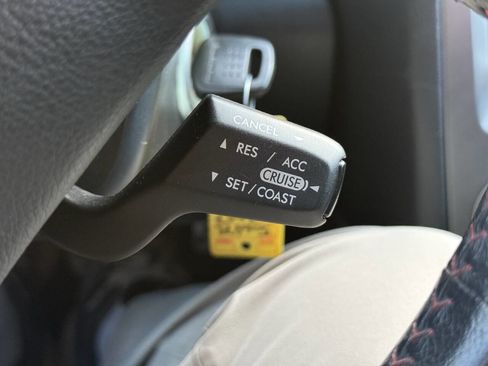 CANCEL
▲ RES / ACC
CRUISE ◄
▼ SET/COAST